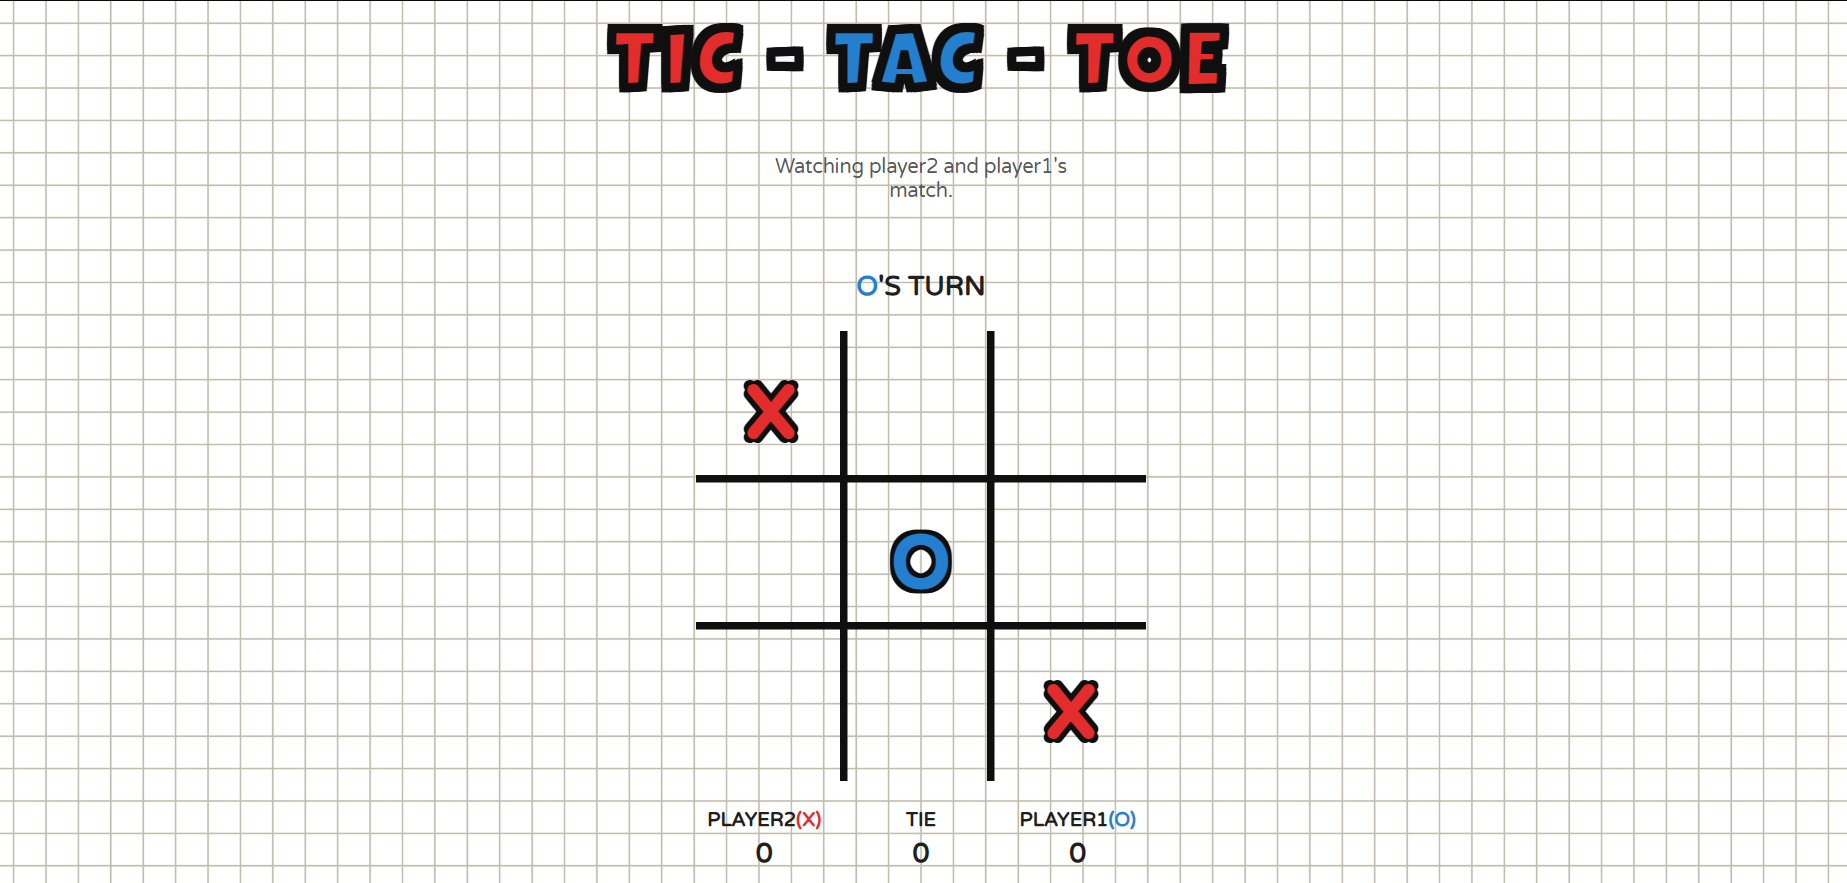 TIC - TAC - TOE
Watching player2 and player1's
match.
O'S TURN
X
O
X
PLAYER2(X) TIE PLAYER1(O)
0 0 0